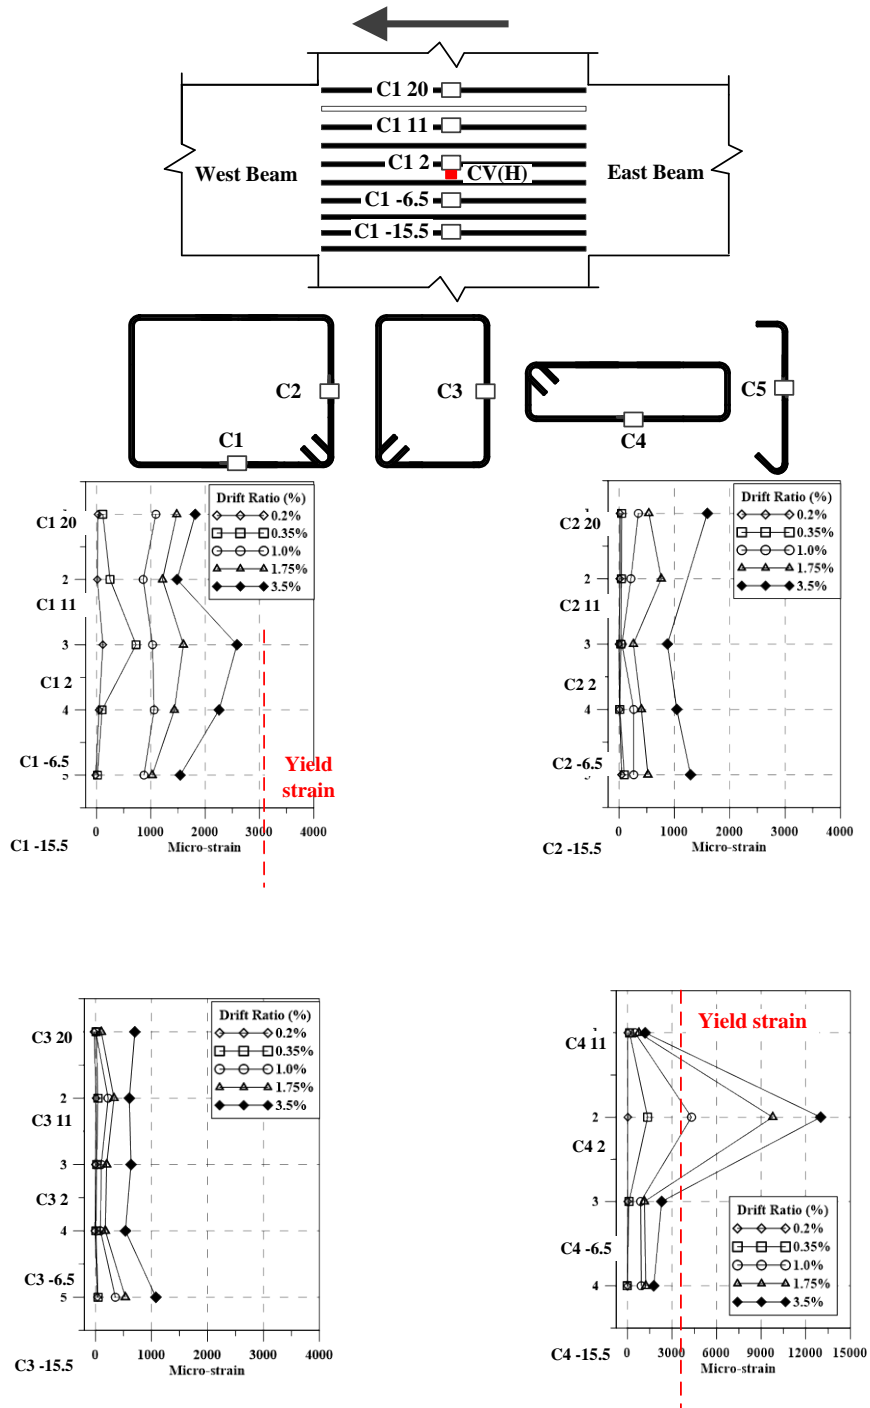 C1 20
C1 11
C1 2
CV(H)
West Beam
East Beam
C1 -6.5
C1 -15.5
C2
C3
C5
C1
C4
Drift Ratio (%)
0.2%
0.35%
1.0%
1.75%
3.5%
C1 20
2
C1 11
3
C1 2
4
C1 -6.5
5
Yield
strain
0 1000 2000 3000 4000
Micro-strain
C1 -15.5
Drift Ratio (%)
0.2%
0.35%
1.0%
1.75%
3.5%
C2 20
2
C2 11
3
C2 2
4
C2 -6.5
5
0 1000 2000 3000 4000
Micro-strain
C2 -15.5
Drift Ratio (%)
0.2%
0.35%
1.0%
1.75%
3.5%
C3 20
2
C3 11
3
C3 2
4
C3 -6.5
5
0 1000 2000 3000 4000
Micro-strain
C3 -15.5
Yield strain
C4 11
2
C4 2
3
Drift Ratio (%)
0.2%
0.35%
1.0%
1.75%
3.5%
C4 -6.5
4
0 3000 6000 9000 12000 15000
Micro-strain
C4 -15.5